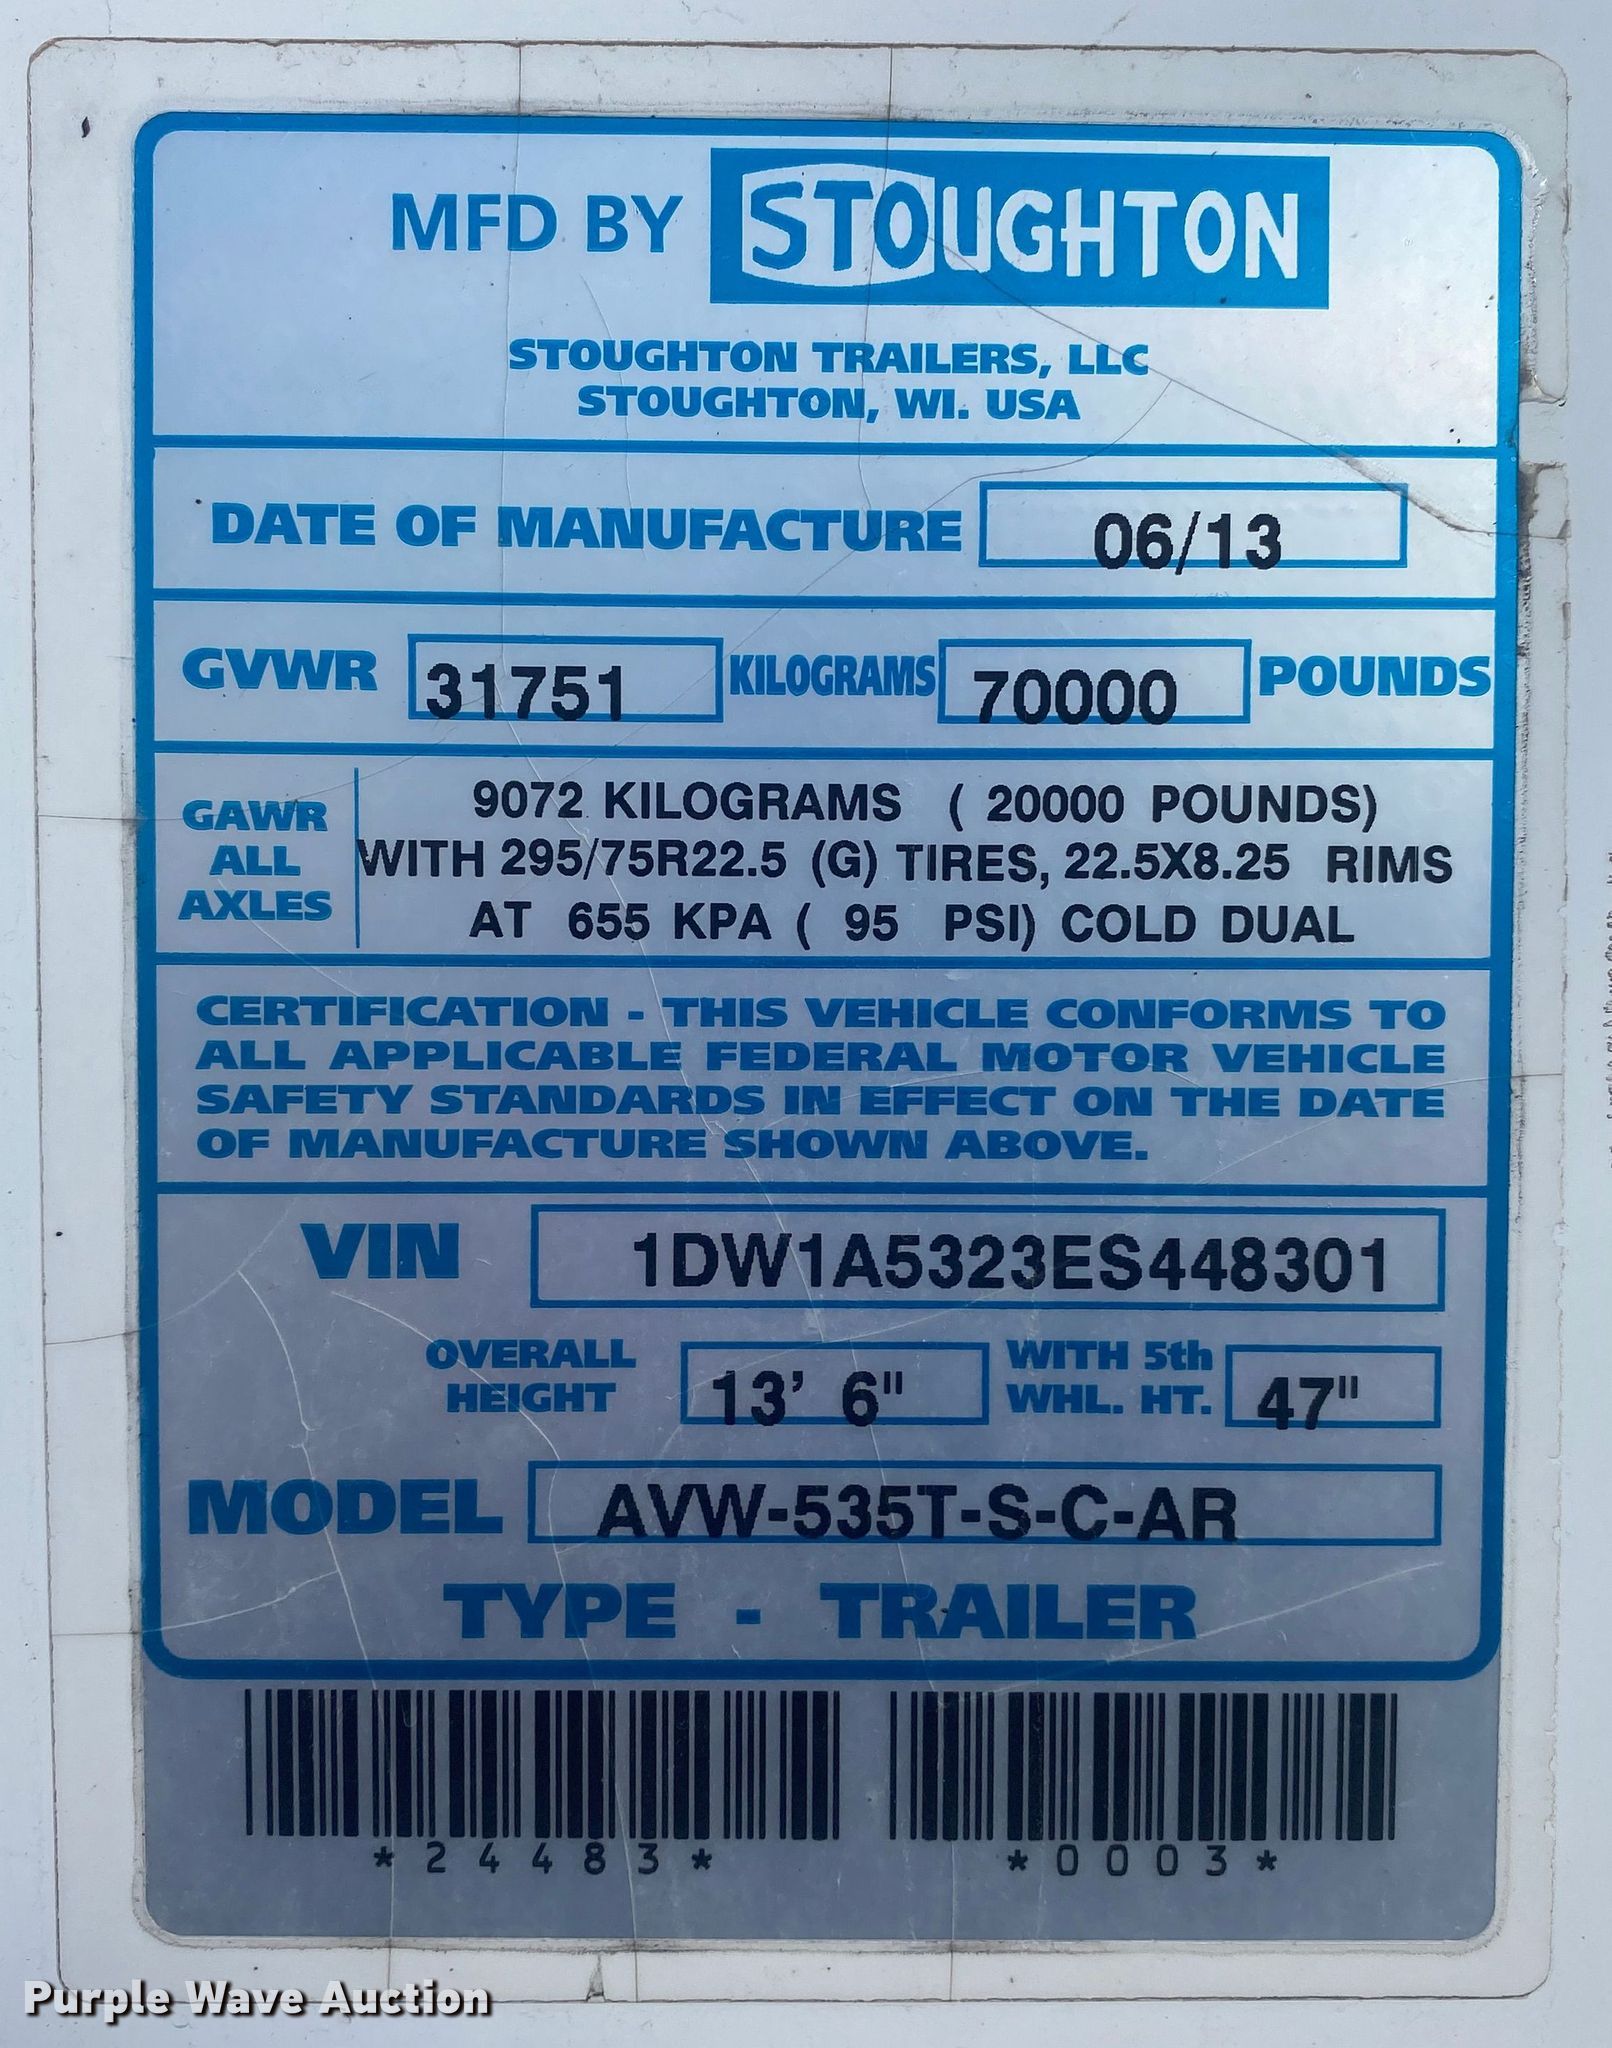 MFD BY STOUGHTON
STOUGHTON TRAILERS, LLC
STOUGHTON, WI. USA
DATE OF MANUFACTURE 06/13
GVWR 31751 KILOGRAMS 70000 POUNDS
GAWR ALL AXLES
9072 KILOGRAMS ( 20000 POUNDS)
WITH 295/75R22.5 (G) TIRES, 22.5X8.25 RIMS
AT 655 KPA ( 95 PSI) COLD DUAL
CERTIFICATION - THIS VEHICLE CONFORMS TO
ALL APPLICABLE FEDERAL MOTOR VEHICLE
SAFETY STANDARDS IN EFFECT ON THE DATE
OF MANUFACTURE SHOWN ABOVE.
VIN 1DW1A5323ES448301
OVERALL HEIGHT 13' 6" WITH 5th WHL. HT. 47"
MODEL AVW-535T-S-C-AR
TYPE - TRAILER
*24483* *0003*
Purple Wave Auction